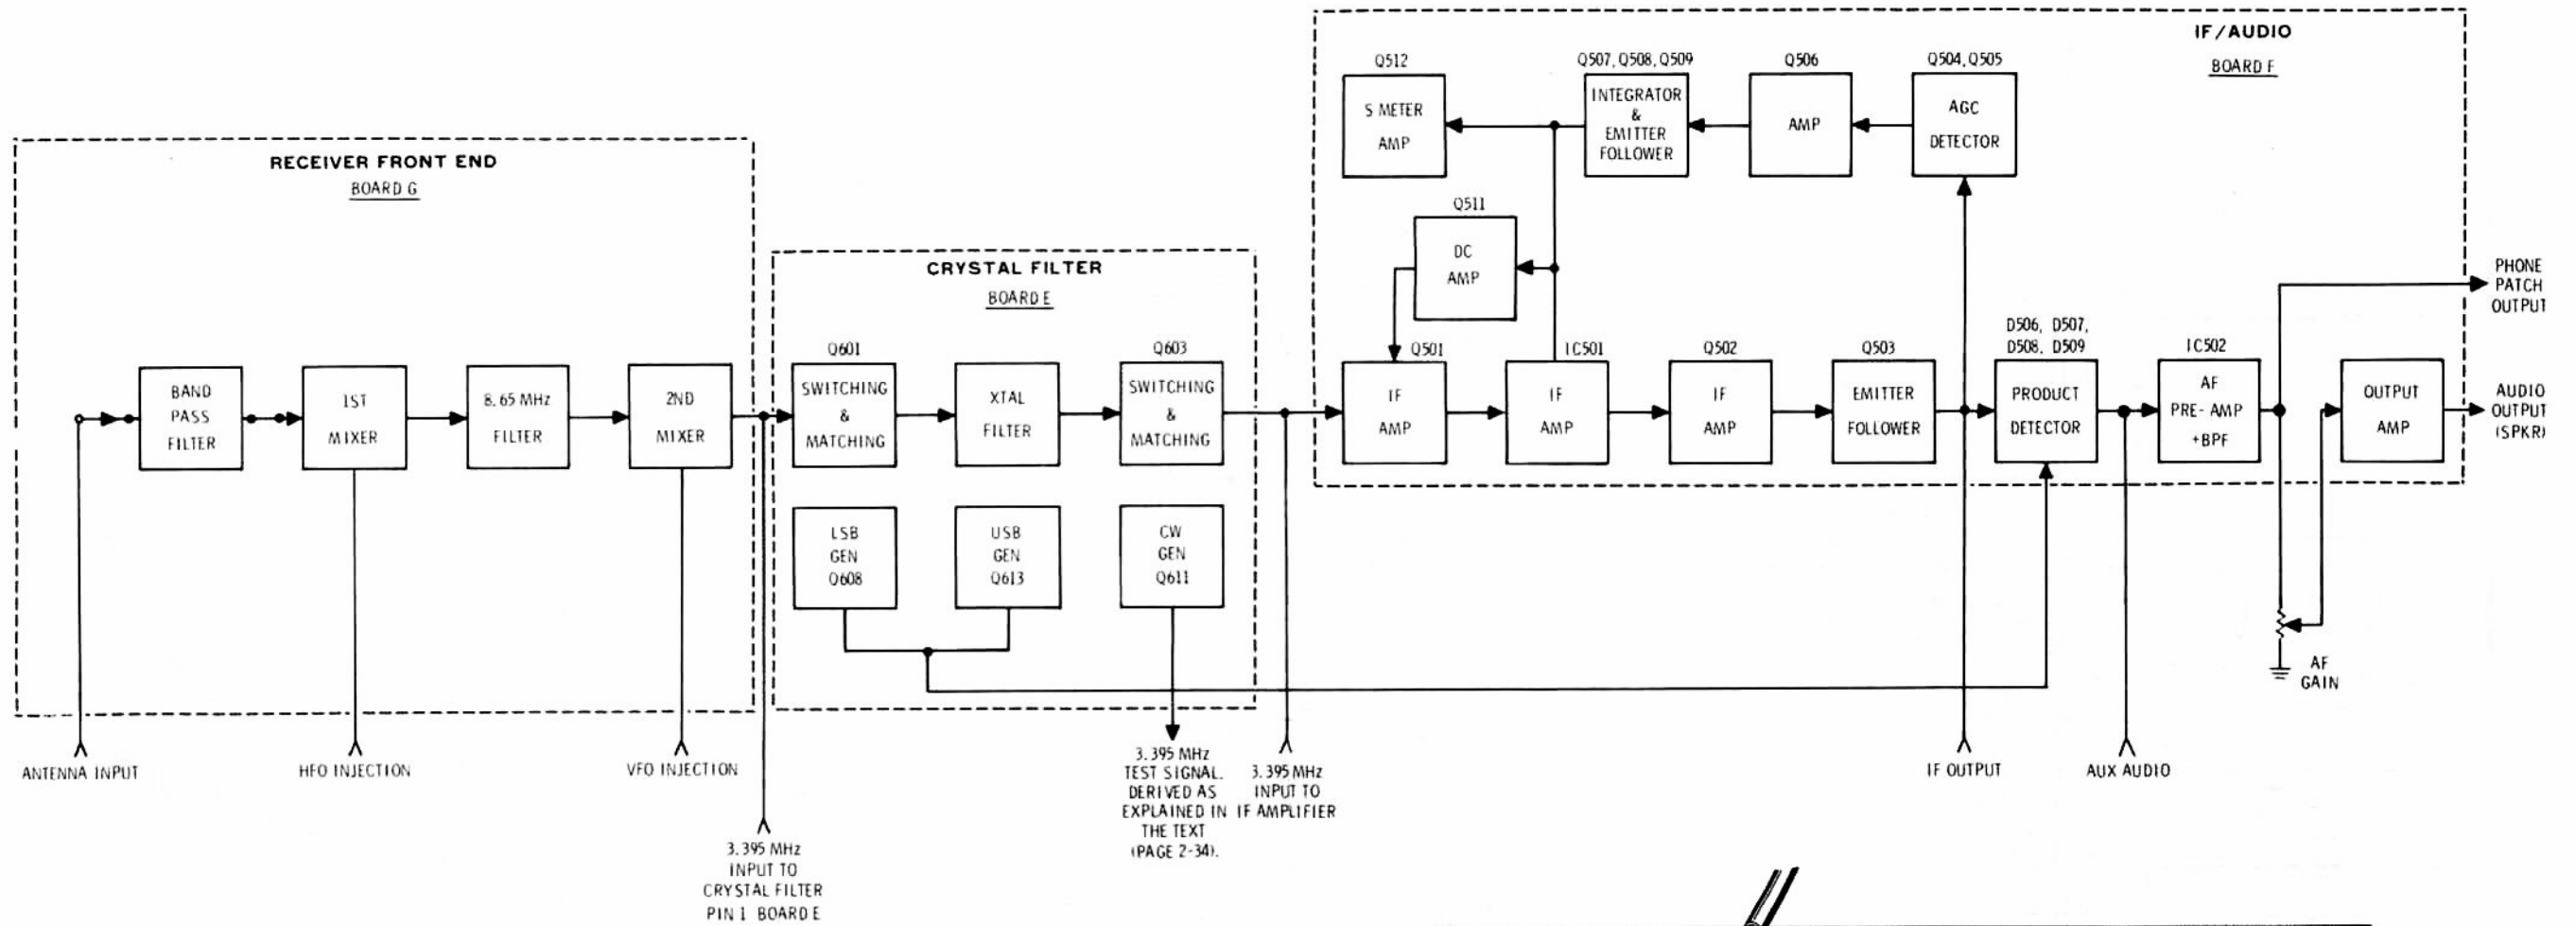 RECEIVER FRONT END
BOARD G
BAND
PASS
FILTER
1ST
MIXER
8.65 MHz
FILTER
2ND
MIXER
ANTENNA INPUT
HFO INJECTION
VFO INJECTION
3.395 MHz
INPUT TO
CRYSTAL FILTER
PIN 1 BOARD E
CRYSTAL FILTER
BOARD E
Q601
SWITCHING
&
MATCHING
XTAL
FILTER
Q603
SWITCHING
&
MATCHING
LSB
GEN
Q608
USB
GEN
Q613
CW
GEN
Q611
3.395 MHz
TEST SIGNAL.
DERIVED AS
EXPLAINED IN
THE TEXT
(PAGE 2-34).
3.395 MHz
INPUT TO
IF AMPLIFIER
IF/AUDIO
BOARD F
Q512
S METER
AMP
Q507, Q508, Q509
INTEGRATOR
&
EMITTER
FOLLOWER
Q506
AMP
Q504, Q505
AGC
DETECTOR
Q511
DC
AMP
Q501
IF
AMP
IC501
IF
AMP
Q502
IF
AMP
Q503
EMITTER
FOLLOWER
D506, D507,
D508, D509
PRODUCT
DETECTOR
IC502
AF
PRE-AMP
+BPF
OUTPUT
AMP
PHONE
PATCH
OUTPUT
AUDIO
OUTPUT
(SPKR)
AF
GAIN
IF OUTPUT
AUX AUDIO